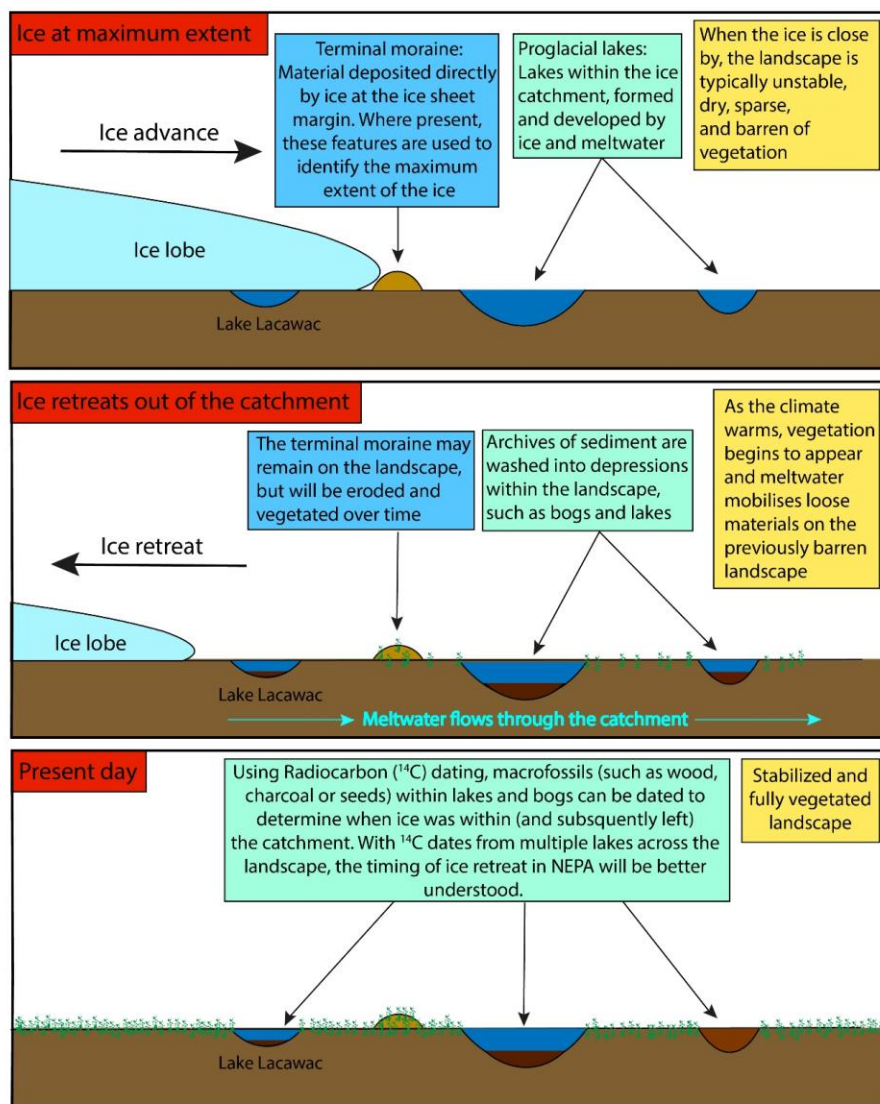 Ice at maximum extent
Ice advance
Ice lobe
Terminal moraine:
Material deposited directly
by ice at the ice sheet
margin. Where present,
these features are used to
identify the maximum
extent of the ice
Proglacial lakes:
Lakes within the ice
catchment, formed
and developed by
ice and meltwater
When the ice is close
by, the landscape is
typically unstable,
dry, sparse,
and barren of
vegetation
Lake Lacawac
Ice retreats out of the catchment
Ice retreat
Ice lobe
The terminal moraine may
remain on the landscape,
but will be eroded and
vegetated over time
Archives of sediment are
washed into depressions
within the landscape,
such as bogs and lakes
As the climate
warms, vegetation
begins to appear
and meltwater
mobilises loose
materials on the
previously barren
landscape
Lake Lacawac
Meltwater flows through the catchment
Present day
Using Radiocarbon (¹⁴C) dating, macrofossils (such as wood,
charcoal or seeds) within lakes and bogs can be dated to
determine when ice was within (and subsquently left)
the catchment. With ¹⁴C dates from multiple lakes across the
landscape, the timing of ice retreat in NEPA will be better
understood.
Stabilized and
fully vegetated
landscape
Lake Lacawac